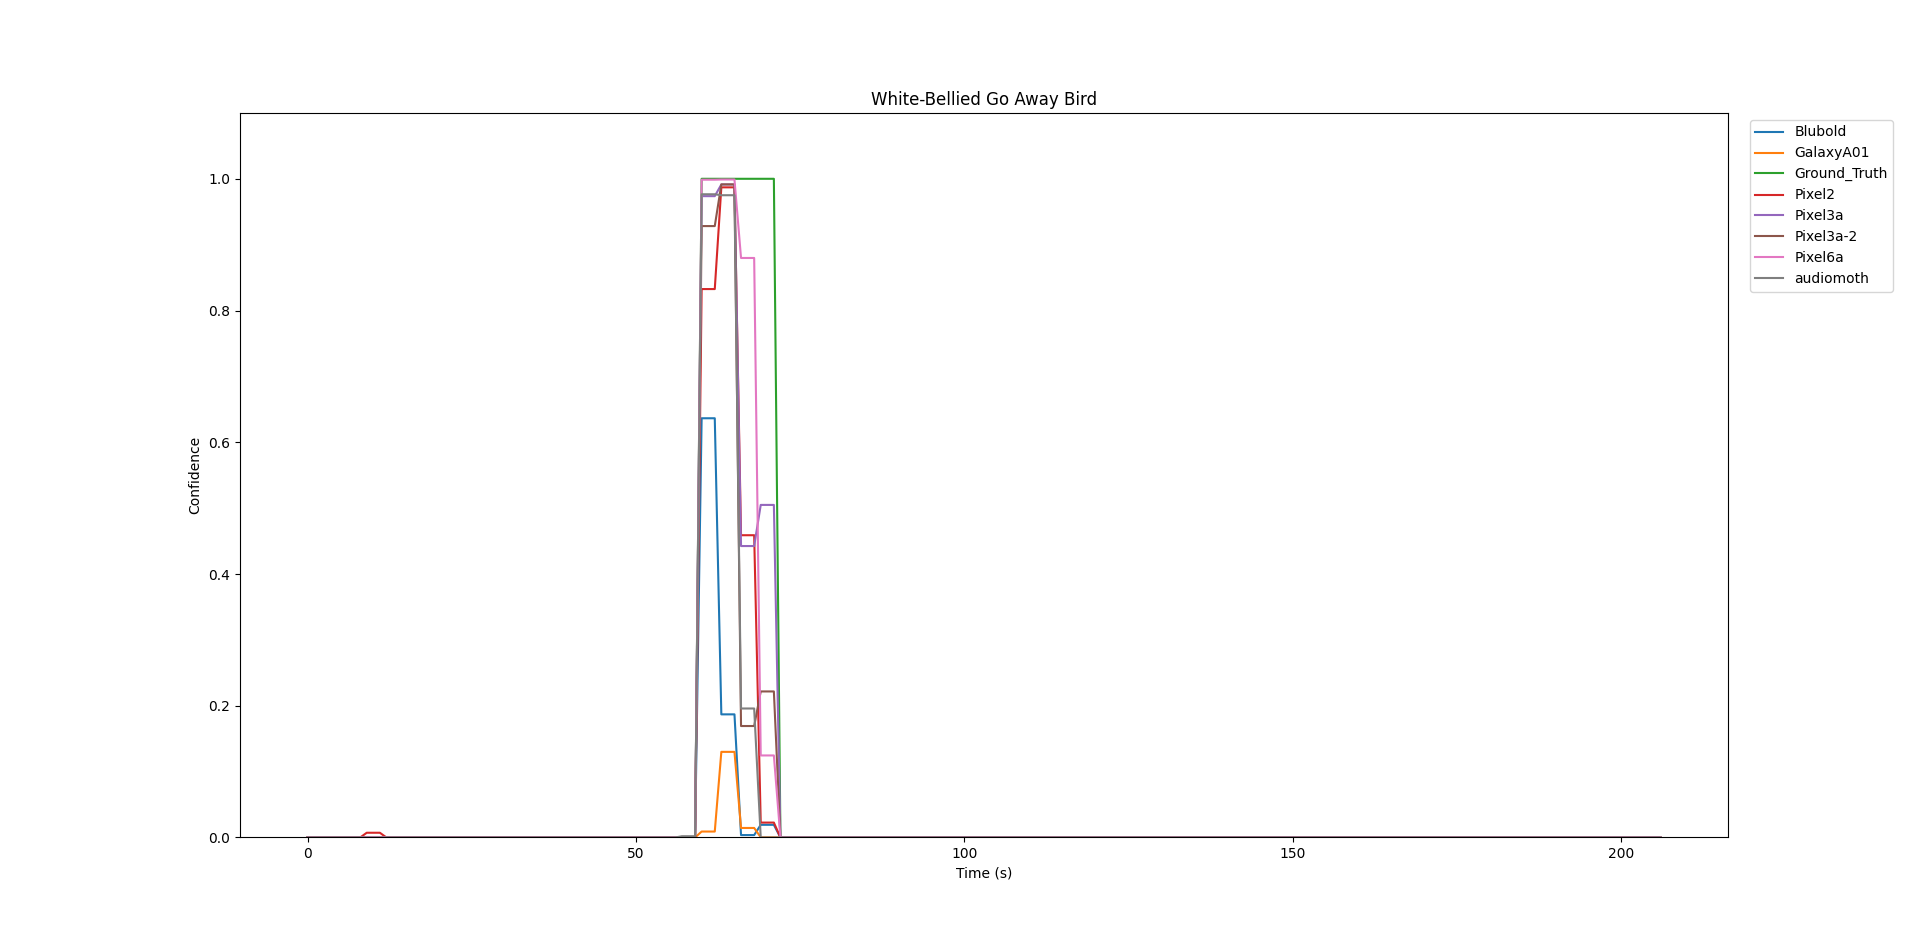 White-Bellied Go Away Bird
Blubold
GalaxyA01
Ground_Truth
Pixel2
Pixel3a
Pixel3a-2
Pixel6a
audiomoth
1.0
0.8
0.6
0.4
0.2
0.0
Confidence
0 50 100 150 200
Time (s)